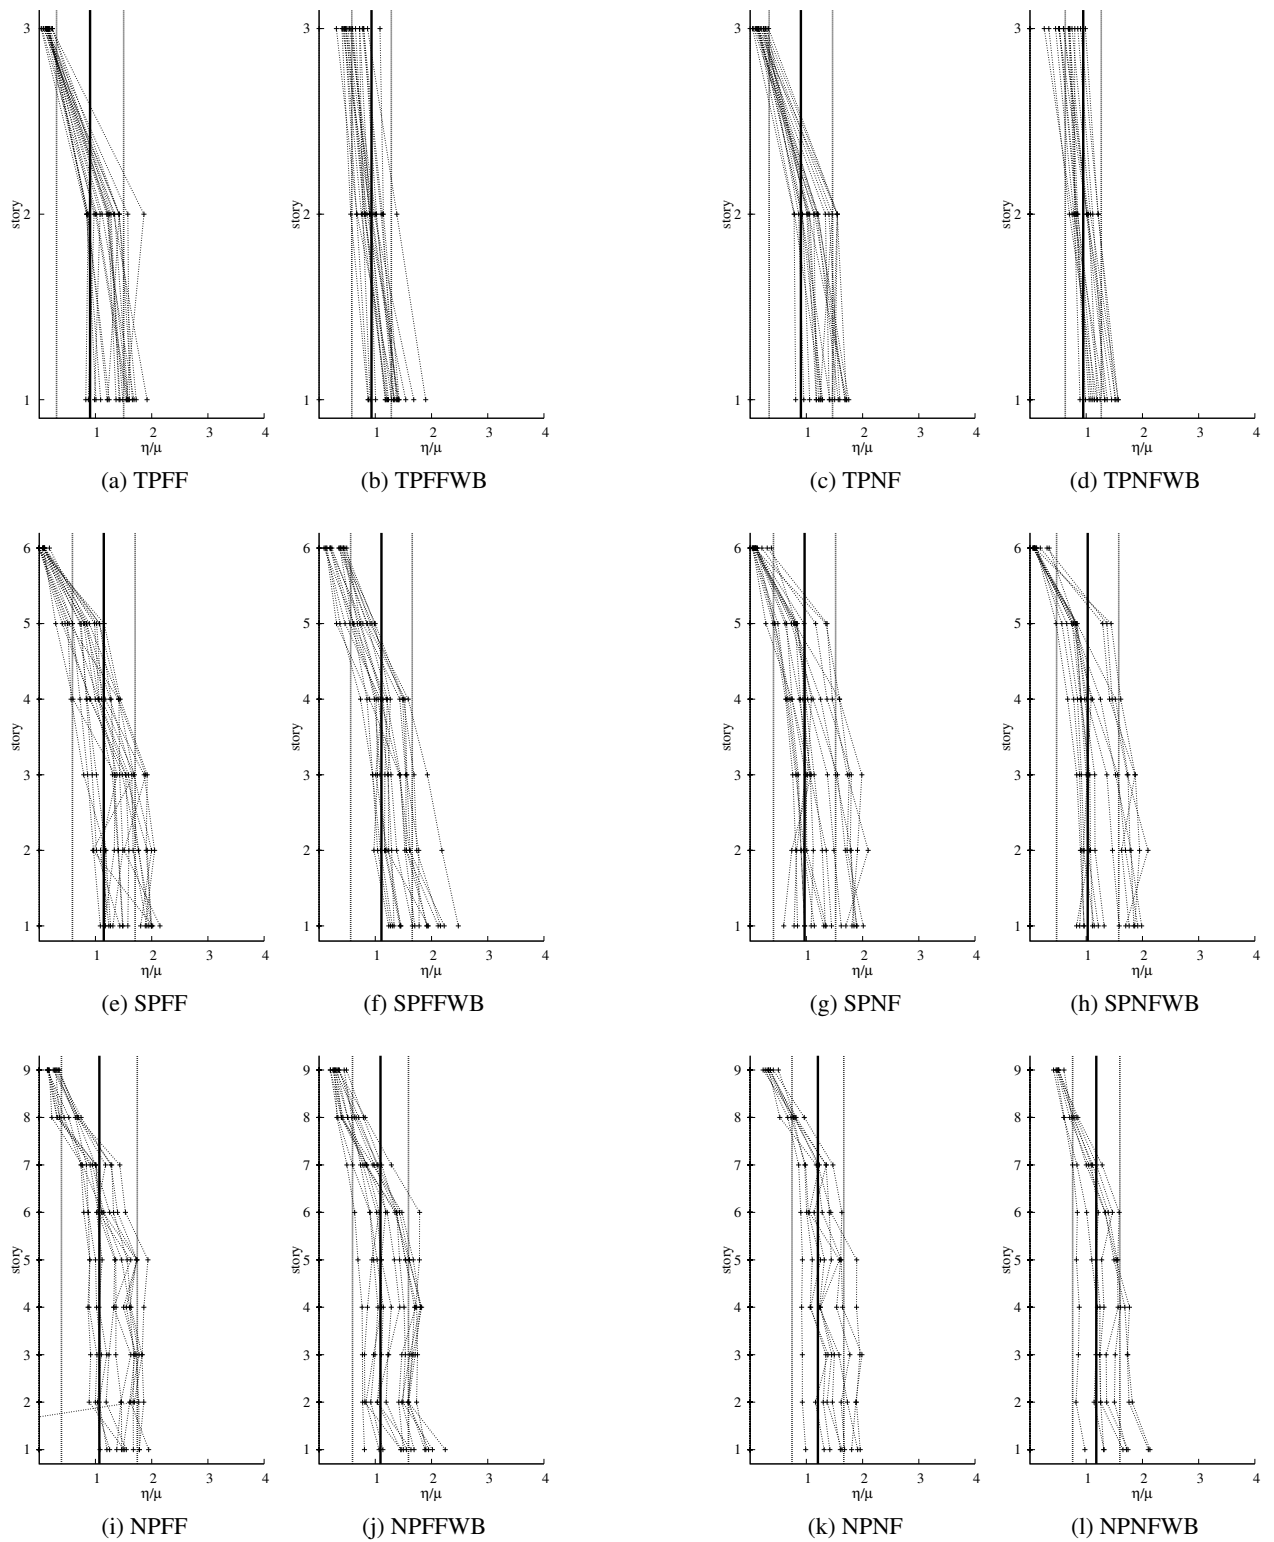 3
2
1
story
1 2 3 4
η/μ
(a) TPFF
3
2
1
story
1 2 3 4
η/μ
(b) TPFFWB
3
2
1
story
1 2 3 4
η/μ
(c) TPNF
3
2
1
story
1 2 3 4
η/μ
(d) TPNFWB
6
5
4
3
2
1
story
1 2 3 4
η/μ
(e) SPFF
6
5
4
3
2
1
story
1 2 3 4
η/μ
(f) SPFFWB
6
5
4
3
2
1
story
1 2 3 4
η/μ
(g) SPNF
6
5
4
3
2
1
story
1 2 3 4
η/μ
(h) SPNFWB
9
8
7
6
5
4
3
2
1
story
1 2 3 4
η/μ
(i) NPFF
9
8
7
6
5
4
3
2
1
story
1 2 3 4
η/μ
(j) NPFFWB
9
8
7
6
5
4
3
2
1
story
1 2 3 4
η/μ
(k) NPNF
9
8
7
6
5
4
3
2
1
story
1 2 3 4
η/μ
(l) NPNFWB